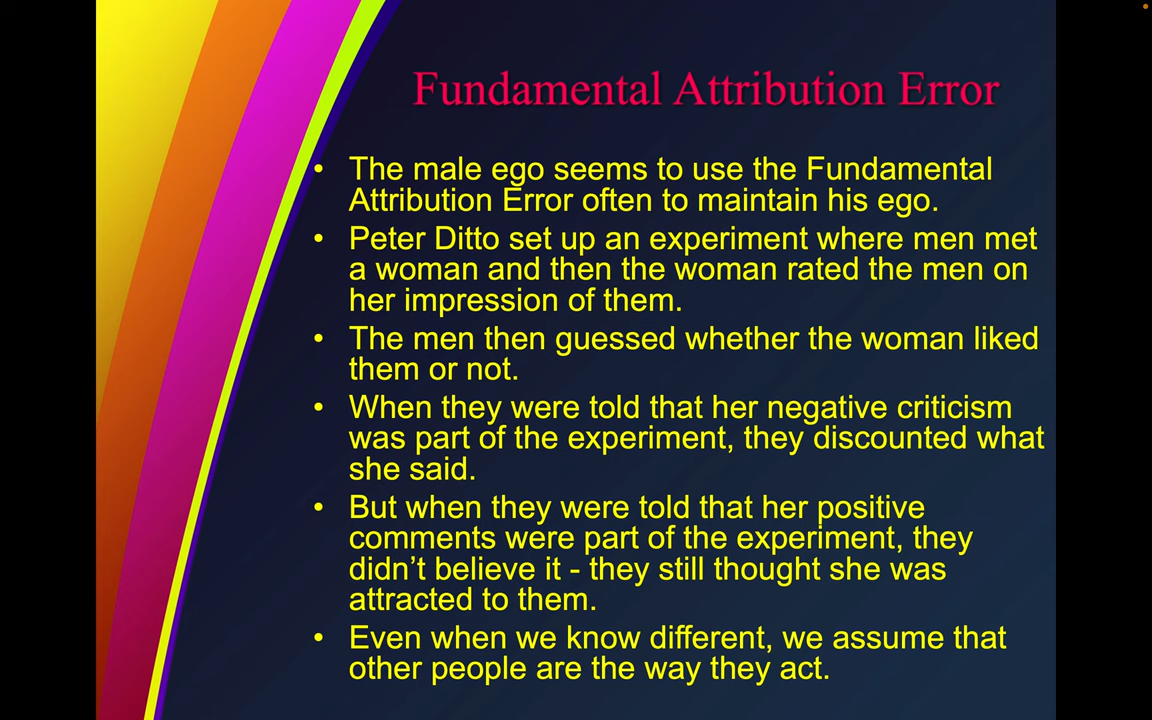 Fundamental Attribution Error
• The male ego seems to use the Fundamental
Attribution Error often to maintain his ego.
• Peter Ditto set up an experiment where men met
a woman and then the woman rated the men on
her impression of them.
• The men then guessed whether the woman liked
them or not.
• When they were told that her negative criticism
was part of the experiment, they discounted what
she said.
• But when they were told that her positive
comments were part of the experiment, they
didn’t believe it - they still thought she was
attracted to them.
• Even when we know different, we assume that
other people are the way they act.